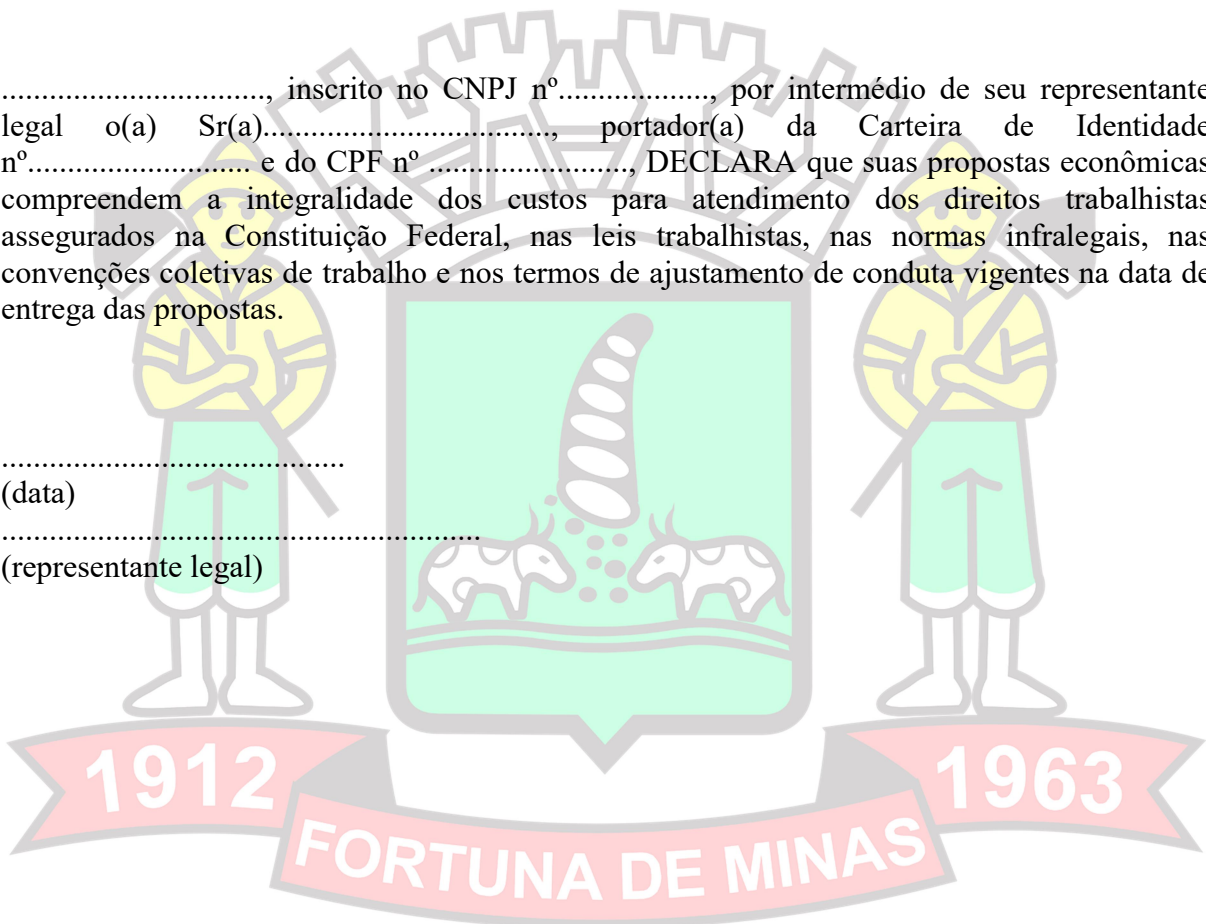 ................................., inscrito no CNPJ nº..................., por intermédio de seu representante
legal o(a) Sr(a)...................................., portador(a) da Carteira de Identidade
nº............................ e do CPF nº ........................., DECLARA que suas propostas econômicas
compreendem a integralidade dos custos para atendimento dos direitos trabalhistas
assegurados na Constituição Federal, nas leis trabalhistas, nas normas infralegais, nas
convenções coletivas de trabalho e nos termos de ajustamento de conduta vigentes na data de
entrega das propostas.
...........................................
(data)
............................................................
(representante legal)
1912 1963
FORTUNA DE MINAS